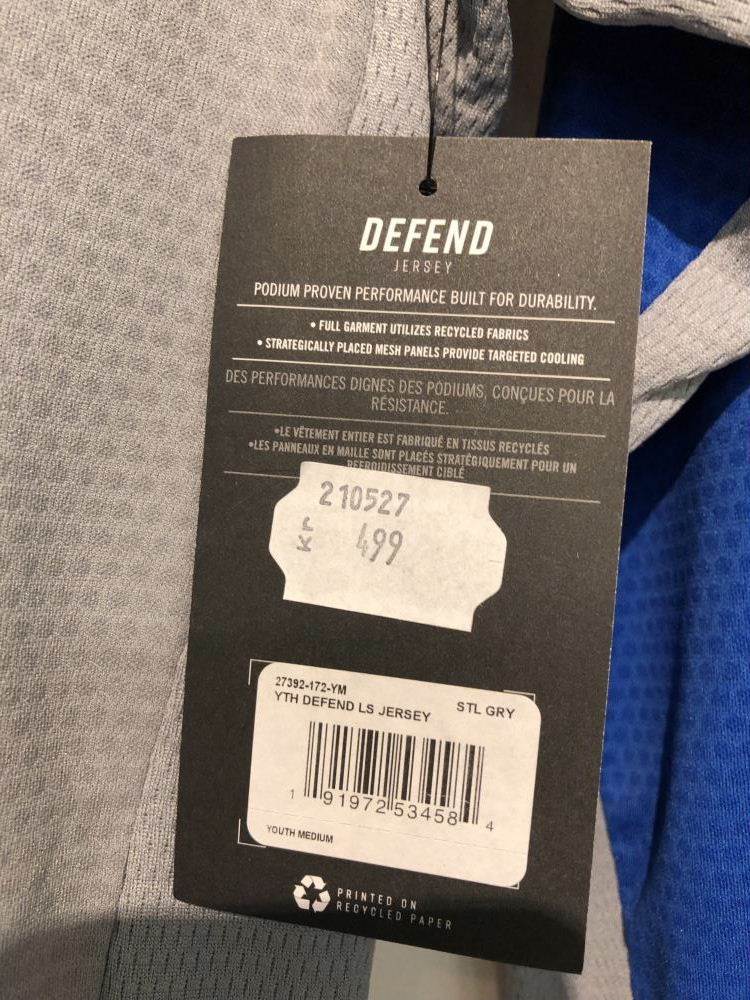 DEFEND
JERSEY
PODIUM PROVEN PERFORMANCE BUILT FOR DURABILITY.
• FULL GARMENT UTILIZES RECYCLED FABRICS
• STRATEGICALLY PLACED MESH PANELS PROVIDE TARGETED COOLING
DES PERFORMANCES DIGNES DES PODIUMS, CONÇUES POUR LA
RÉSISTANCE.
•LE VÊTEMENT ENTIER EST FABRIQUÉ EN TISSUS RECYCLÉS
•LES PANNEAUX EN MAILLE SONT PLACÉS STRATÉGIQUEMENT POUR UN
REFROIDISSEMENT CIBLÉ
210527
Kr 499
27392-172-YM
YTH DEFEND LS JERSEY STL GRY
1 91972 53458 4
YOUTH MEDIUM
PRINTED ON
RECYCLED PAPER